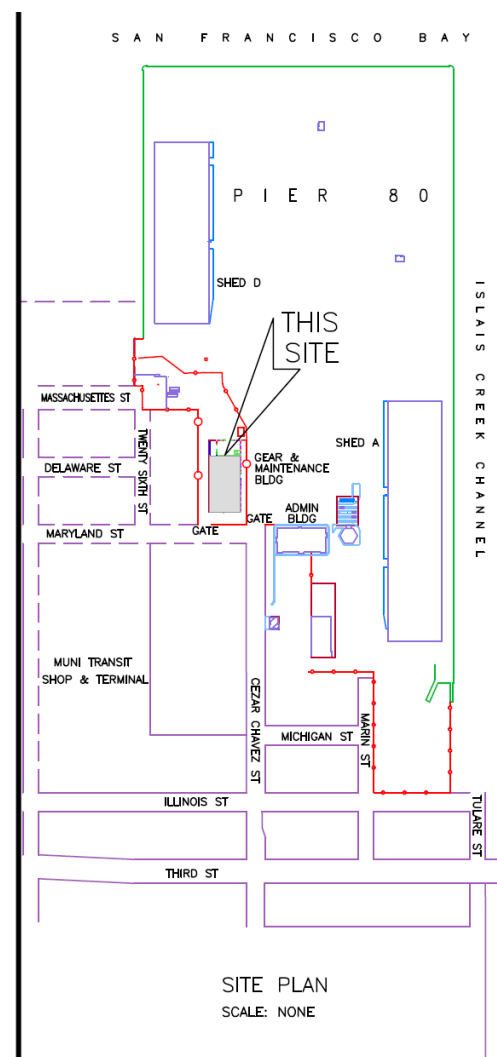 SAN FRANCISCO BAY
PIER 80
ISLAIS CREEK CHANNEL
SHED D
THIS
SITE
MASSACHUSETTES ST
TWENTY SIXTH ST
SHED A
GEAR &
MAINTENANCE
BLDG
DELAWARE ST
ADMIN
BLDG
GATE
GATE
MARYLAND ST
MUNI TRANSIT
SHOP & TERMINAL
CEZAR CHAVEZ ST
MARIN ST
MICHIGAN ST
ILLINOIS ST
TULARE ST
THIRD ST
SITE PLAN
SCALE: NONE